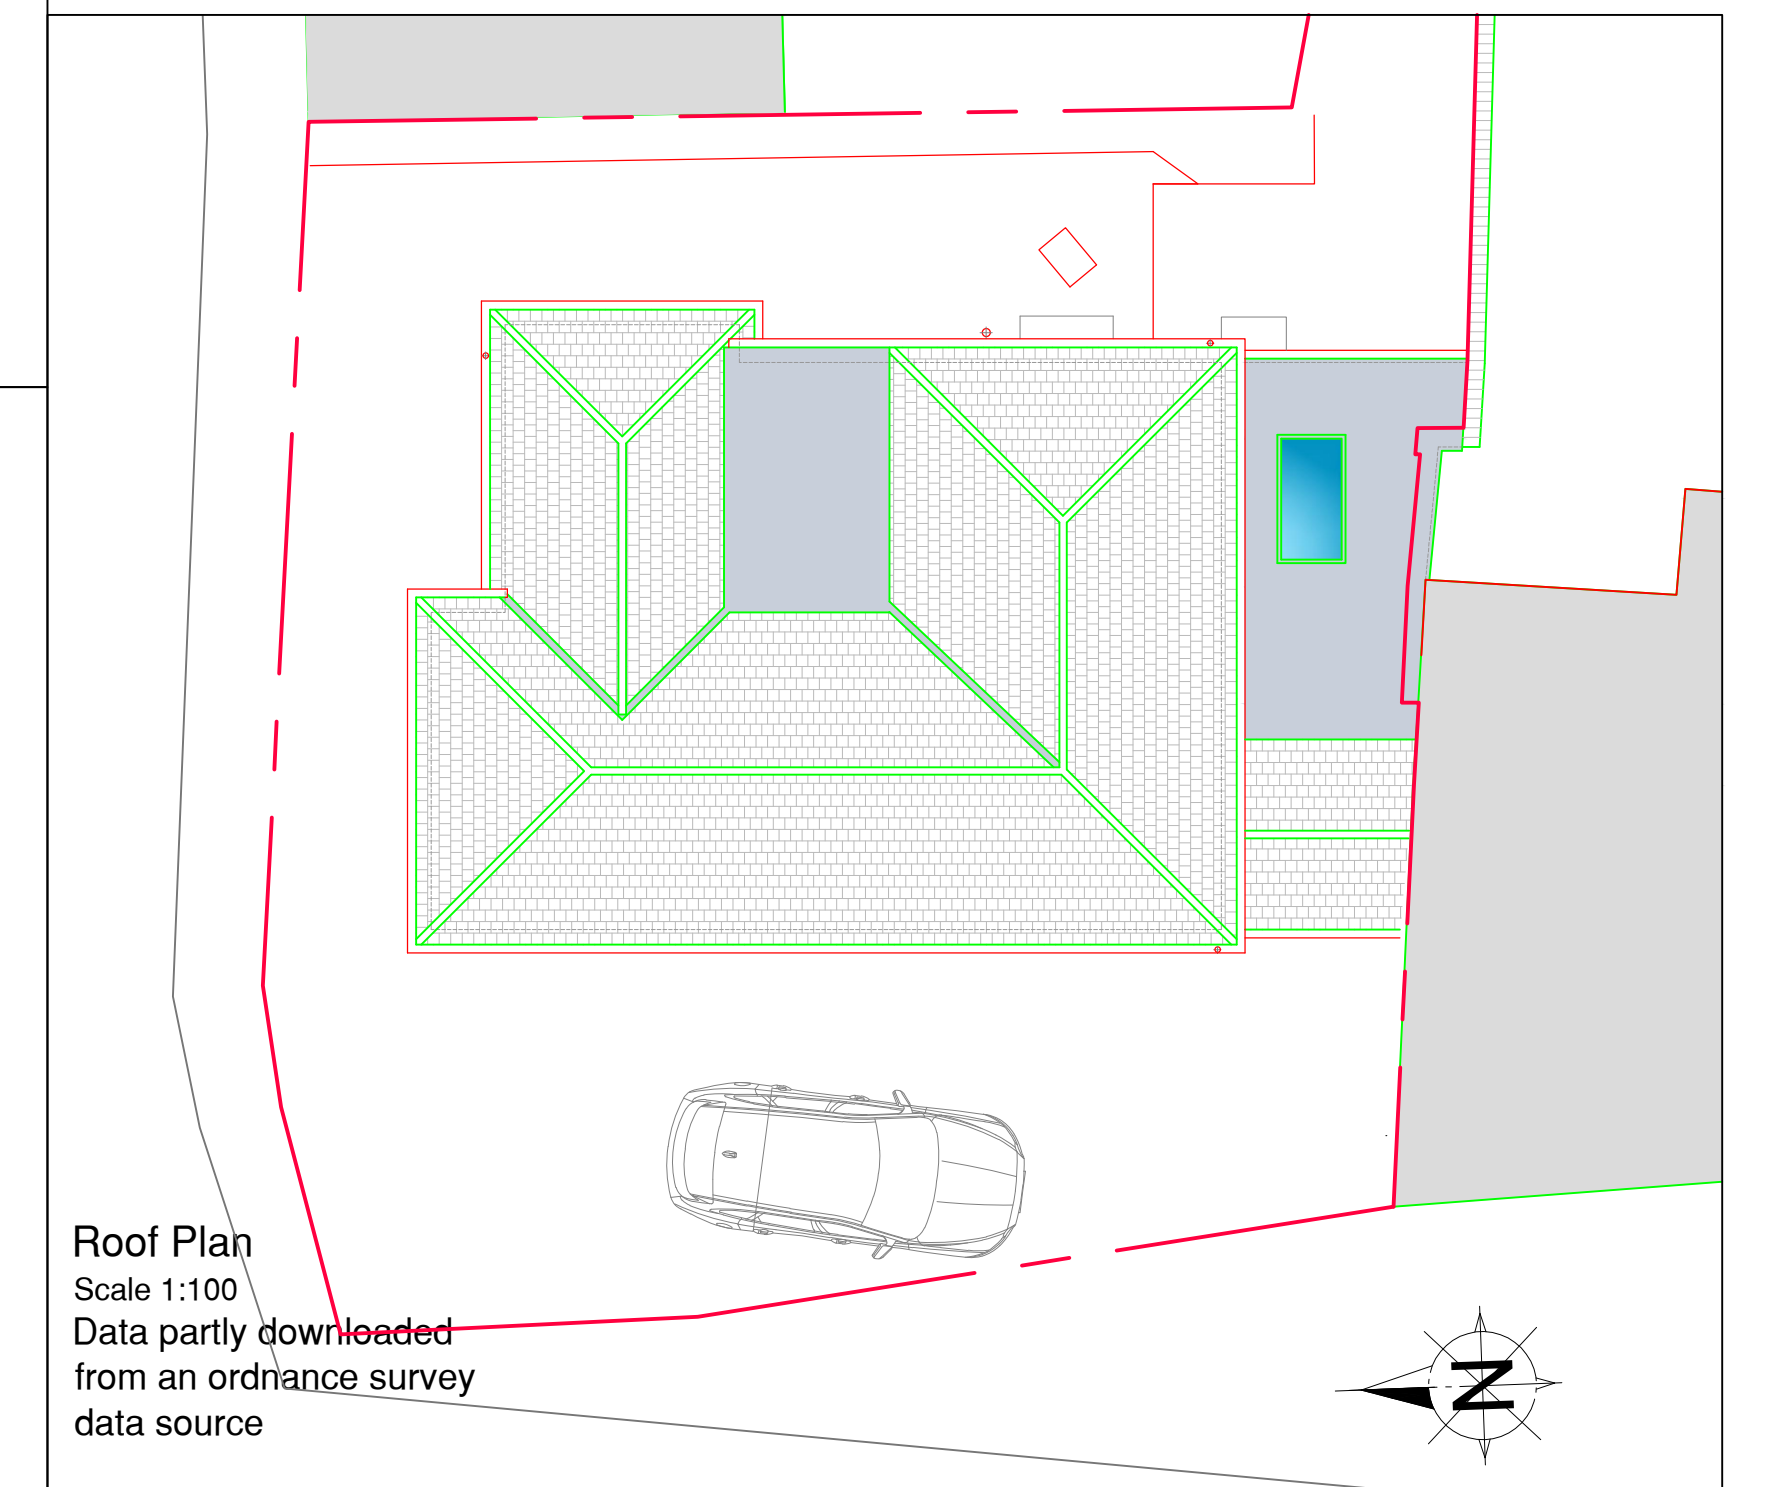 Roof Plan
Scale 1:100
Data partly downloaded
from an ordnance survey
data source
N